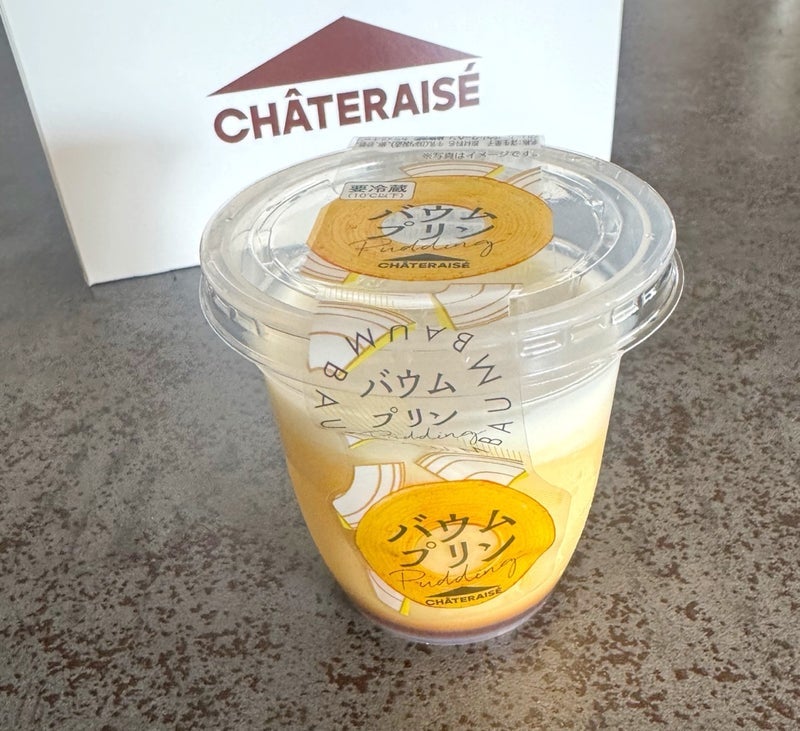 CHÂTERAISÉ
※写真はイメージです。
要冷蔵
(10℃以下)
バウム
プリン
Pudding
CHÂTERAISÉ
BAUM BAUM
バウム
プリン
Pudding
BAUM
バウム
プリン
Pudding
CHÂTERAISÉ